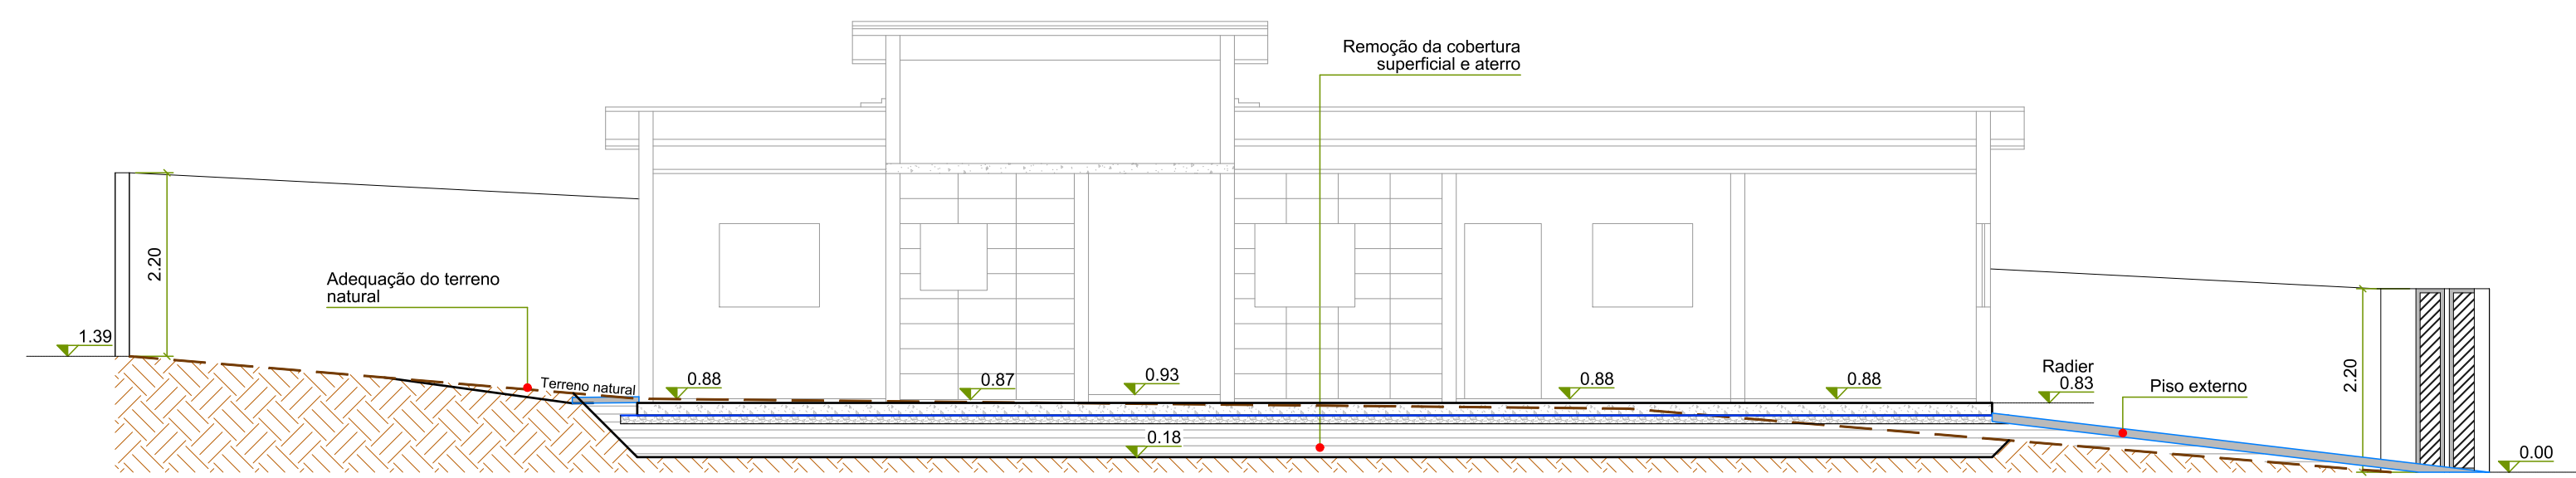 Remoção da cobertura
superficial e aterro
2.20
Adequação do terreno
natural
1.39
Terreno natural
0.88
0.87
0.93
0.88
0.88
Radier
0.83
Piso externo
2.20
0.18
0.00